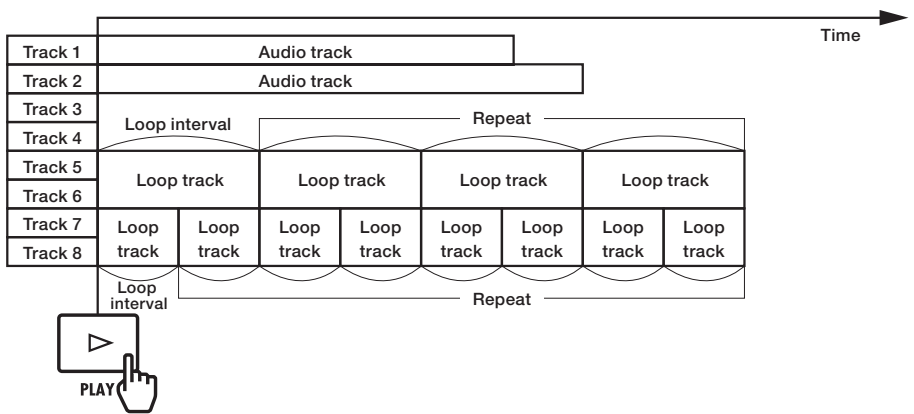 Time
Track 1
Audio track
Track 2
Audio track
Track 3
Track 4
Loop interval
Repeat
Track 5
Track 6
Loop track
Loop track
Loop track
Loop track
Track 7
Track 8
Loop
track
Loop
track
Loop
track
Loop
track
Loop
track
Loop
track
Loop
track
Loop
track
Loop
interval
Repeat
PLAY